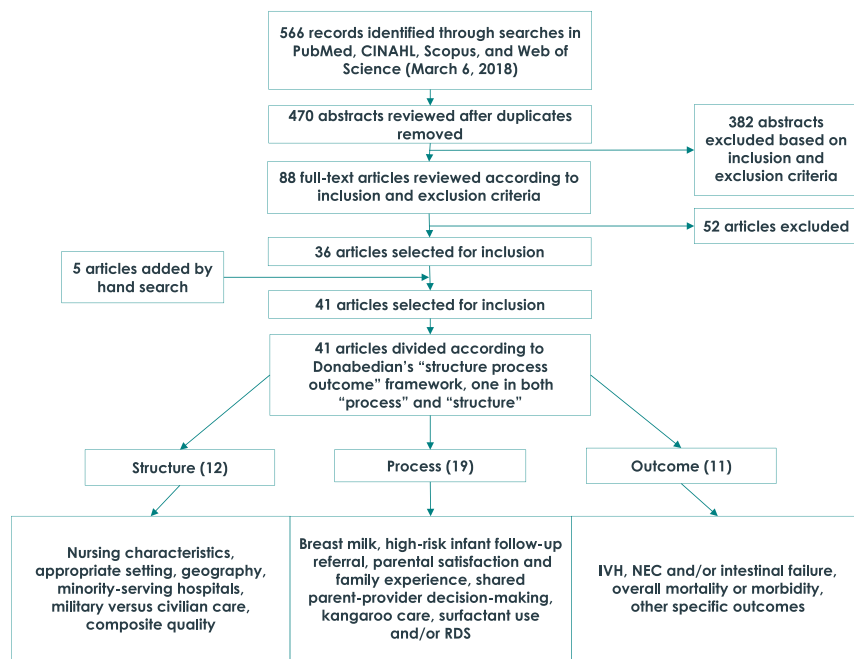 566 records identified through searches in
PubMed, CINAHL, Scopus, and Web of
Science (March 6, 2018)
470 abstracts reviewed after duplicates
removed
382 abstracts
excluded based on
inclusion and
exclusion criteria
88 full-text articles reviewed according to
inclusion and exclusion criteria
52 articles excluded
36 articles selected for inclusion
5 articles added by
hand search
41 articles selected for inclusion
41 articles divided according to
Donabedian's “structure process
outcome” framework, one in both
“process” and “structure”
Structure (12)
Process (19)
Outcome (11)
Nursing characteristics,
appropriate setting, geography,
minority-serving hospitals,
military versus civilian care,
composite quality
Breast milk, high-risk infant follow-up
referral, parental satisfaction and
family experience, shared
parent-provider decision-making,
kangaroo care, surfactant use
and/or RDS
IVH, NEC and/or intestinal failure,
overall mortality or morbidity,
other specific outcomes